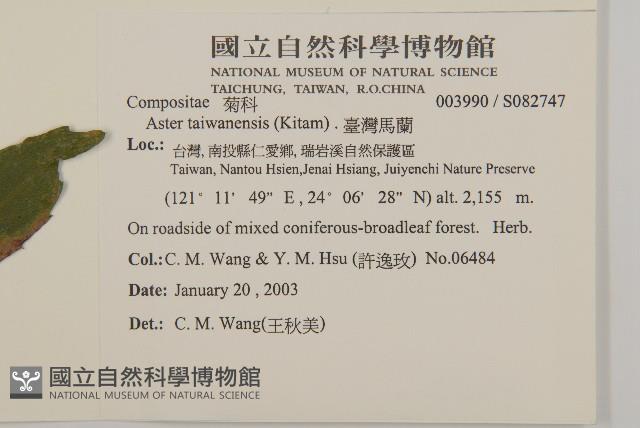 國立自然科學博物館
NATIONAL MUSEUM OF NATURAL SCIENCE
TAICHUNG, TAIWAN, R.O.CHINA
Compositae 菊科 003990 / S082747
Aster taiwanensis (Kitam) . 臺灣馬蘭
Loc.: 台灣, 南投縣仁愛鄉, 瑞岩溪自然保護區
Taiwan, Nantou Hsien,Jenai Hsiang, Juiyenchi Nature Preserve
(121° 11' 49" E , 24° 06' 28" N) alt. 2,155 m.
On roadside of mixed coniferous-broadleaf forest. Herb.
Col.: C. M. Wang & Y. M. Hsu (許逸玫) No.06484
Date: January 20 , 2003
Det.: C. M. Wang(王秋美)
國立自然科學博物館
NATIONAL MUSEUM OF NATURAL SCIENCE